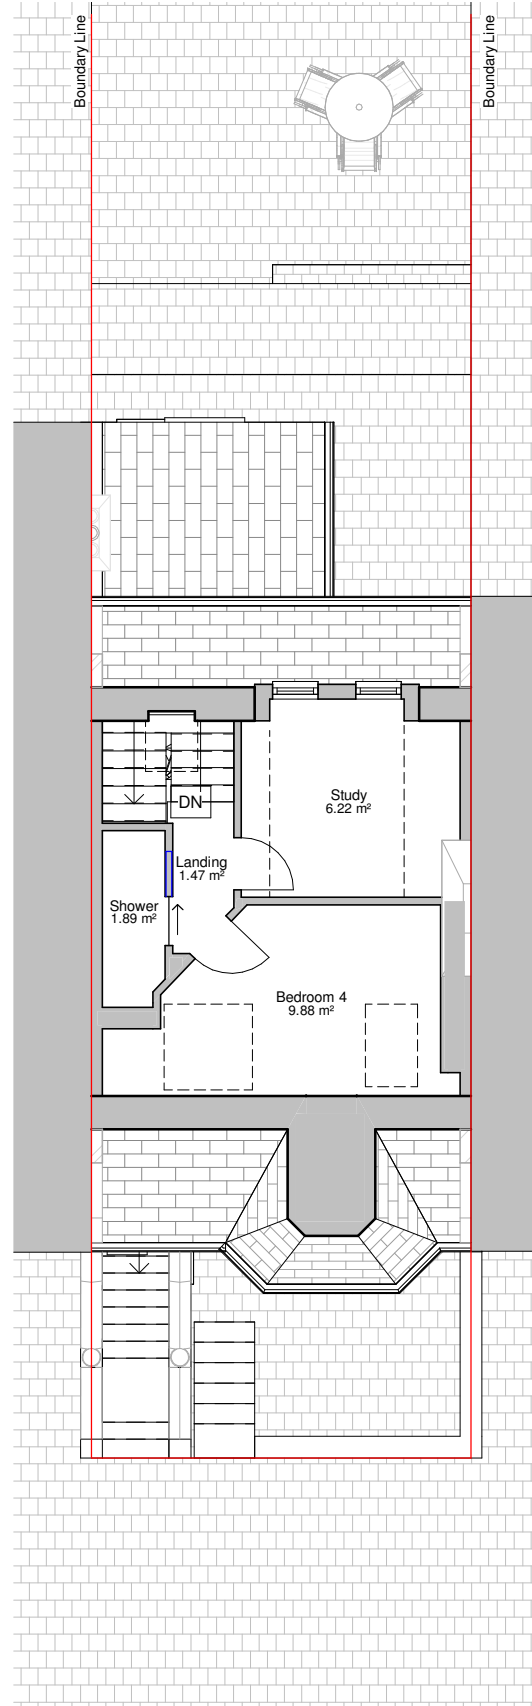 Boundary Line
Boundary Line
Study
6.22 m²
DN
Landing
1.47 m²
Shower
1.89 m²
Bedroom 4
9.88 m²